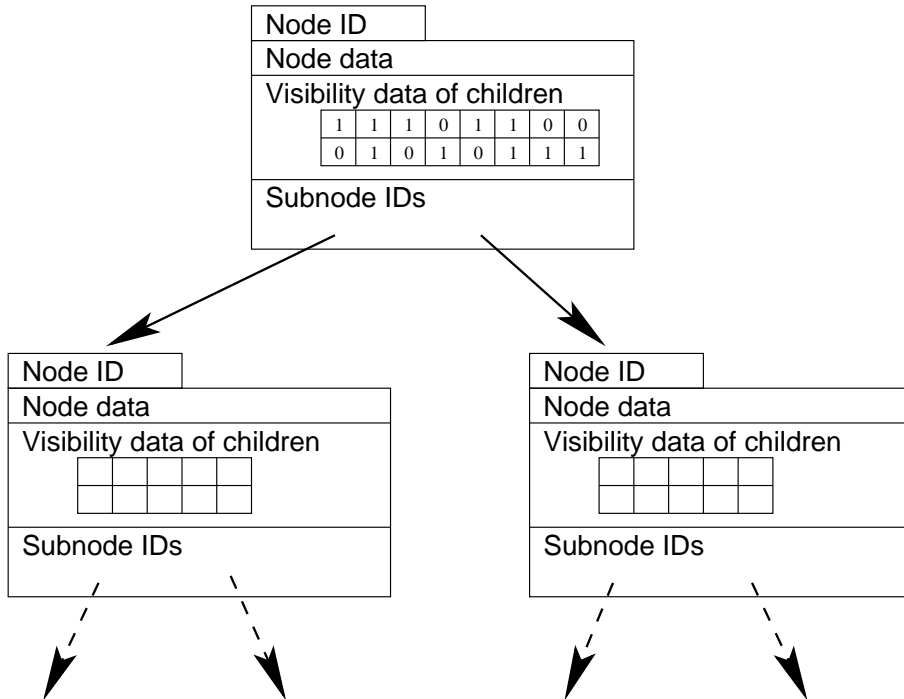 Node ID
Node data
Visibility data of children
1 1 1 0 1 1 0 0
0 1 0 1 0 1 1 1
Subnode IDs
Node ID
Node data
Visibility data of children
Subnode IDs
Node ID
Node data
Visibility data of children
Subnode IDs